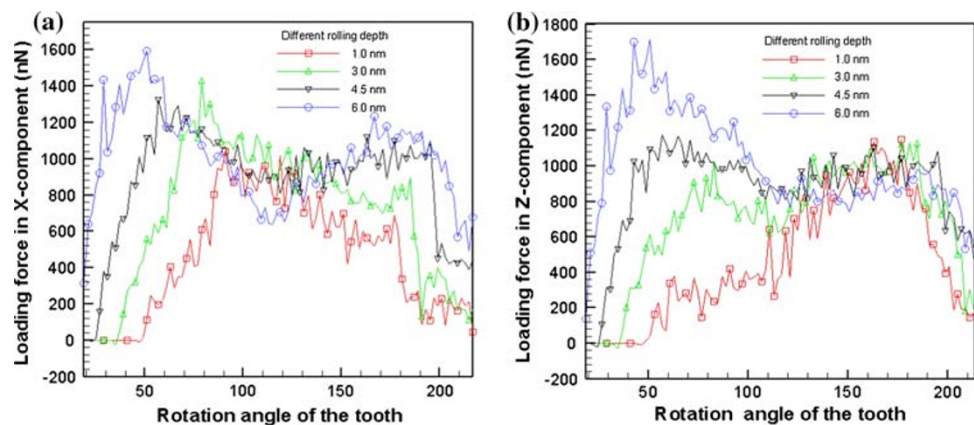 (a)
Loading force in X-component (nN)
1600
1400
1200
1000
800
600
400
200
0
-200
Different rolling depth
1.0 nm
3.0 nm
4.5 nm
6.0 nm
50 100 150 200
Rotation angle of the tooth
(b)
Loading force in Z-component (nN)
1800
1600
1400
1200
1000
800
600
400
200
0
-200
Different rolling depth
1.0 nm
3.0 nm
4.5 nm
6.0 nm
50 100 150 200
Rotation angle of the tooth